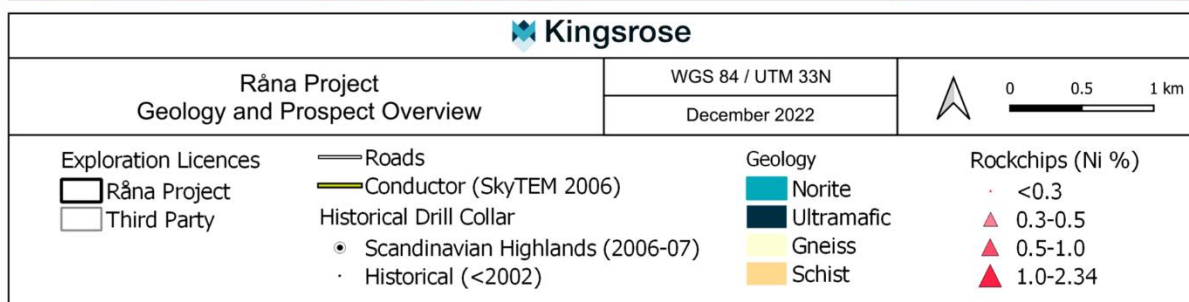 Kingsrose
Råna Project
Geology and Prospect Overview
WGS 84 / UTM 33N
December 2022
0 0.5 1 km
Exploration Licences
Råna Project
Third Party
Roads
Conductor (SkyTEM 2006)
Historical Drill Collar
Scandinavian Highlands (2006-07)
Historical (<2002)
Geology
Norite
Ultramafic
Gneiss
Schist
Rockchips (Ni %)
<0.3
0.3-0.5
0.5-1.0
1.0-2.34